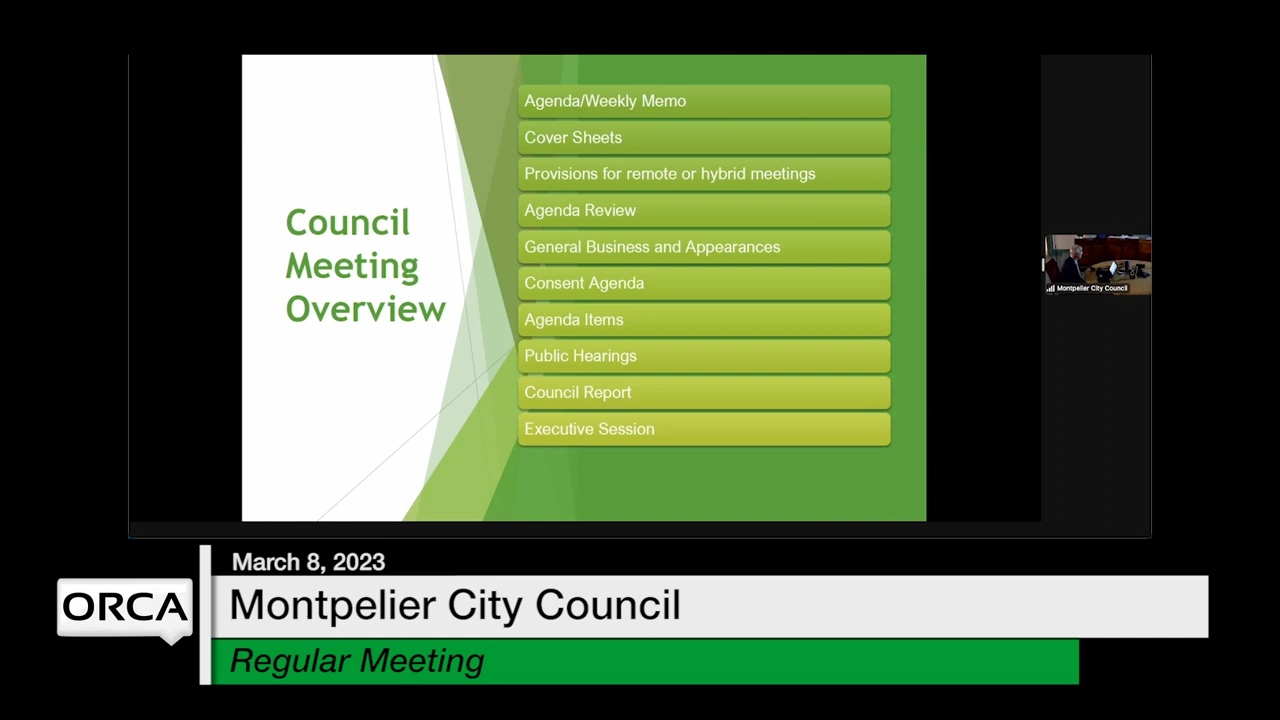 Council
Meeting
Overview
Agenda/Weekly Memo
Cover Sheets
Provisions for remote or hybrid meetings
Agenda Review
General Business and Appearances
Consent Agenda
Agenda Items
Public Hearings
Council Report
Executive Session
Montpelier City Council
March 8, 2023
ORCA
Montpelier City Council
Regular Meeting